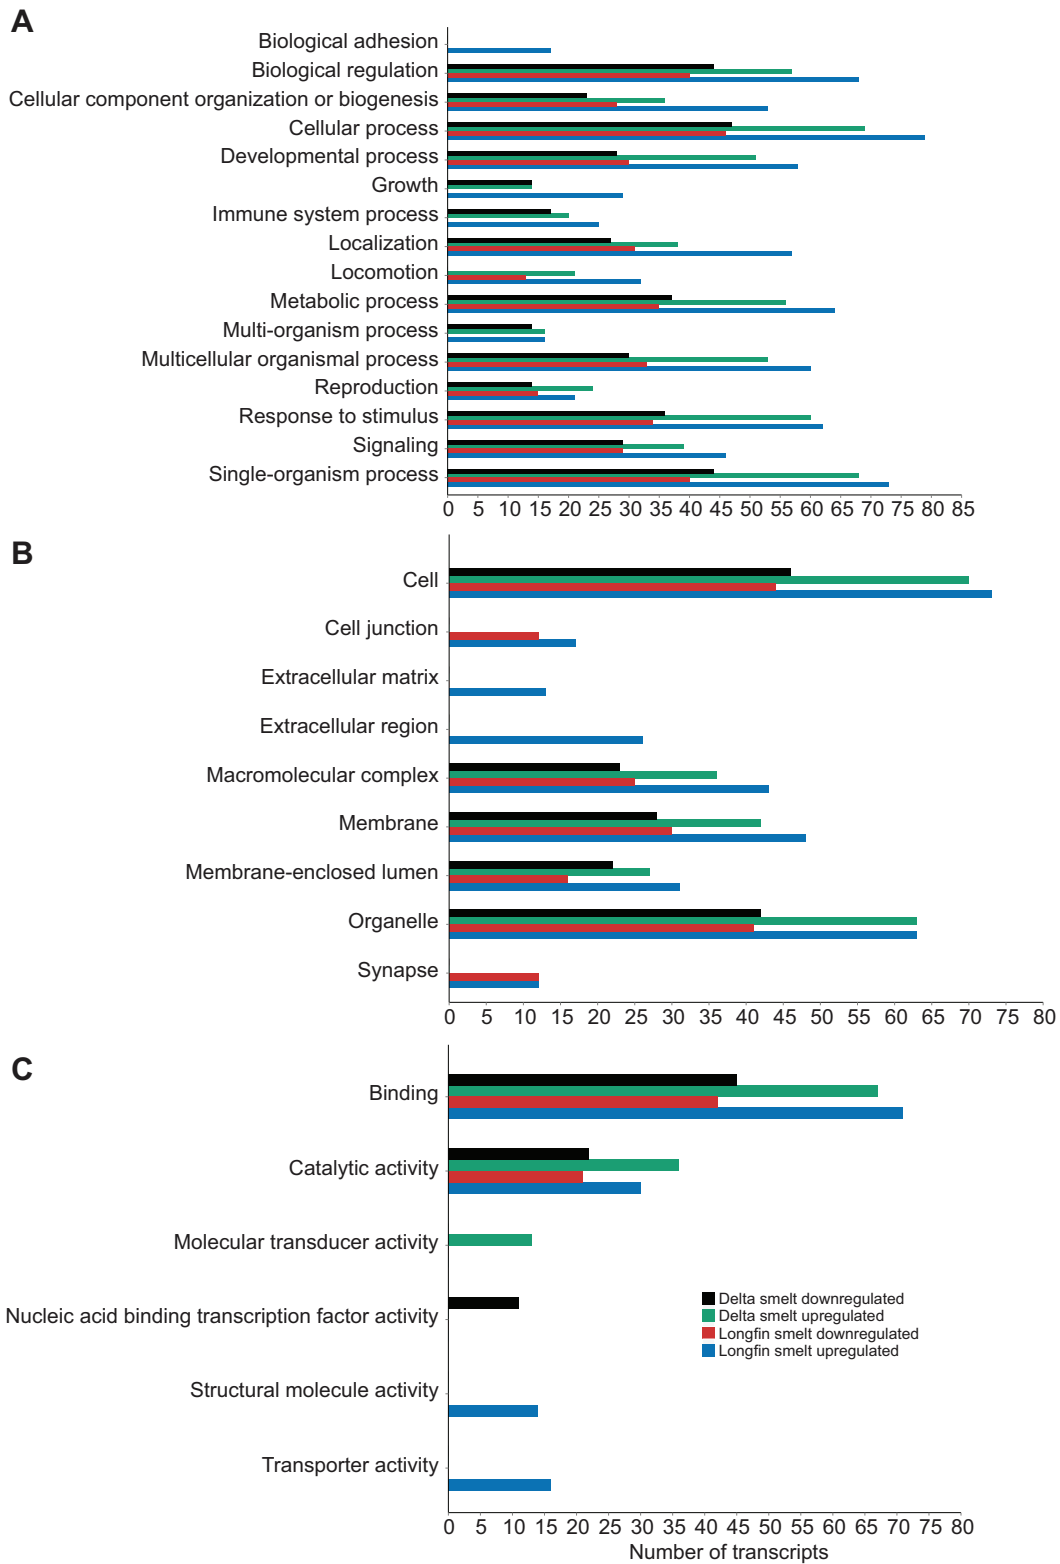 A
Biological adhesion
Biological regulation
Cellular component organization or biogenesis
Cellular process
Developmental process
Growth
Immune system process
Localization
Locomotion
Metabolic process
Multi-organism process
Multicellular organismal process
Reproduction
Response to stimulus
Signaling
Single-organism process
0 5 10 15 20 25 30 35 40 45 50 55 60 65 70 75 80 85
B
Cell
Cell junction
Extracellular matrix
Extracellular region
Macromolecular complex
Membrane
Membrane-enclosed lumen
Organelle
Synapse
0 5 10 15 20 25 30 35 40 45 50 55 60 65 70 75 80
C
Binding
Catalytic activity
Molecular transducer activity
Nucleic acid binding transcription factor activity
Structural molecule activity
Transporter activity
Delta smelt downregulated
Delta smelt upregulated
Longfin smelt downregulated
Longfin smelt upregulated
0 5 10 15 20 25 30 35 40 45 50 55 60 65 70 75 80
Number of transcripts